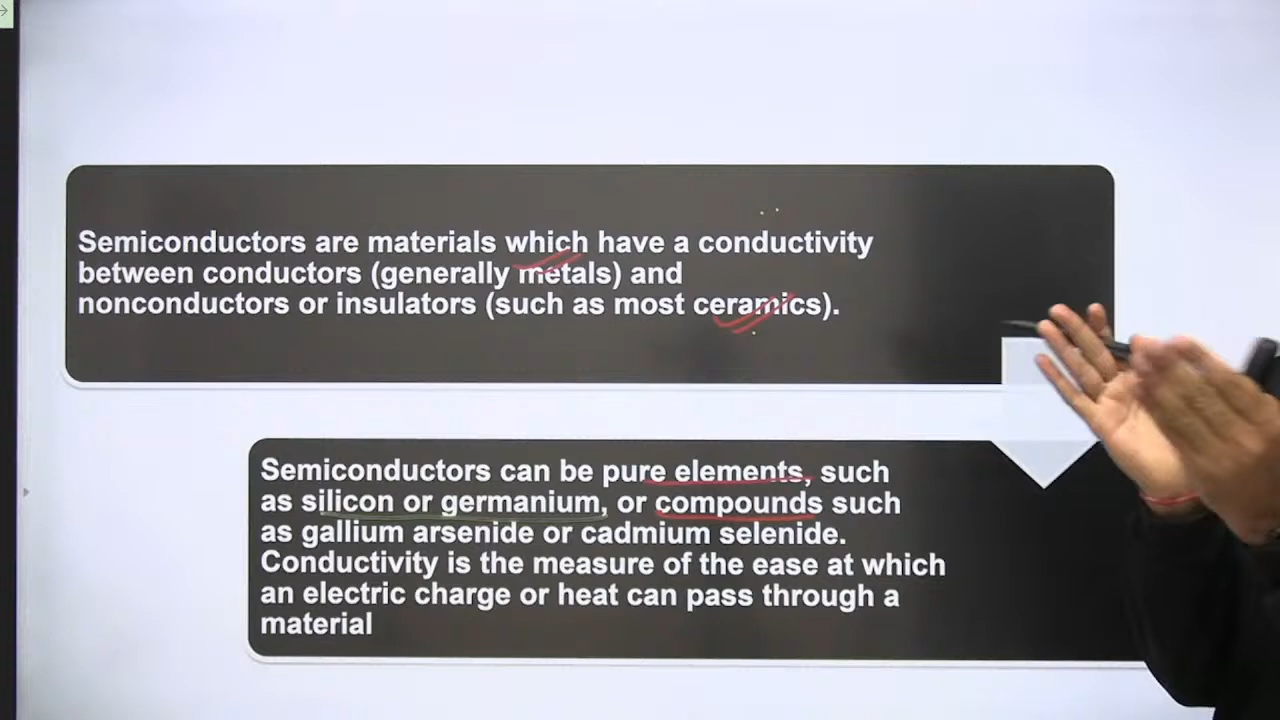 Semiconductors are materials which have a conductivity
between conductors (generally metals) and
nonconductors or insulators (such as most ceramics).
Semiconductors can be pure elements, such
as silicon or germanium, or compounds such
as gallium arsenide or cadmium selenide.
Conductivity is the measure of the ease at which
an electric charge or heat can pass through a
material